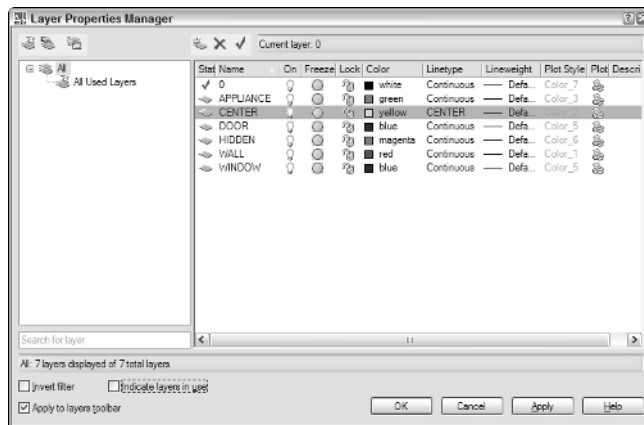 Layer Properties Manager
Current layer: 0
All
All Used Layers
Stat Name On Freeze Lock Color Linetype Lineweight Plot Style Plot Descri
0 white Continuous Defa... Color_7
APPLIANCE green Continuous Defa... Color_3
CENTER yellow CENTER Defa...
DOOR blue Continuous Defa... Color_5
HIDDEN magenta Continuous Defa... Color_6
WALL red Continuous Defa... Color_1
WINDOW blue Continuous Defa... Color_5
Search for layer
All: 7 layers displayed of 7 total layers
Invert filter Indicate layers in use
Apply to layers toolbar
OK Cancel Apply Help